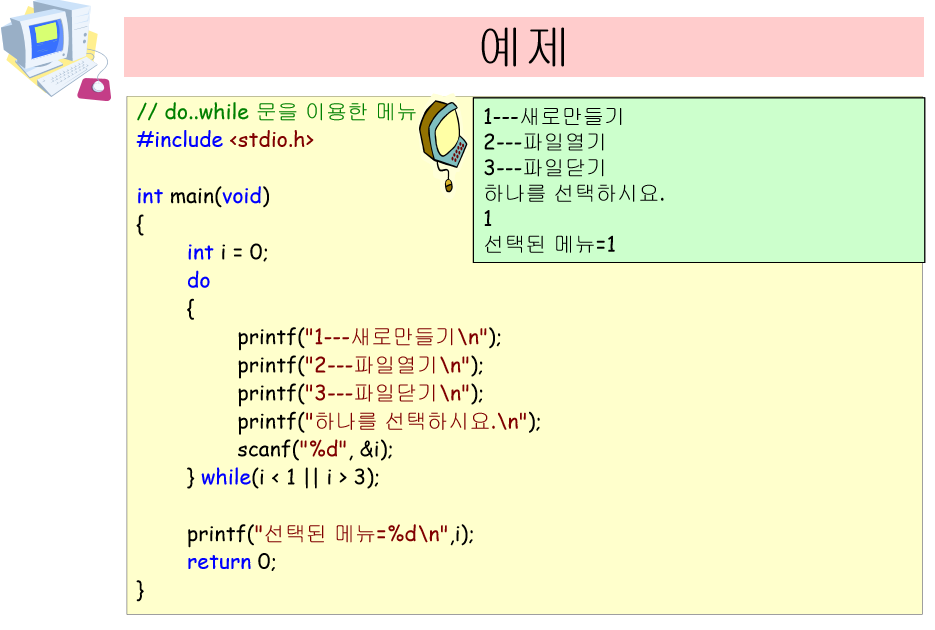 예제
// do..while 문을 이용한 메뉴
#include <stdio.h>
int main(void)
{
int i = 0;
do
{
printf("1---새로만들기\n");
printf("2---파일열기\n");
printf("3---파일닫기\n");
printf("하나를 선택하시요.\n");
scanf("%d", &i);
} while(i < 1 || i > 3);
printf("선택된 메뉴=%d\n",i);
return 0;
}
1---새로만들기
2---파일열기
3---파일닫기
하나를 선택하시요.
1
선택된 메뉴=1